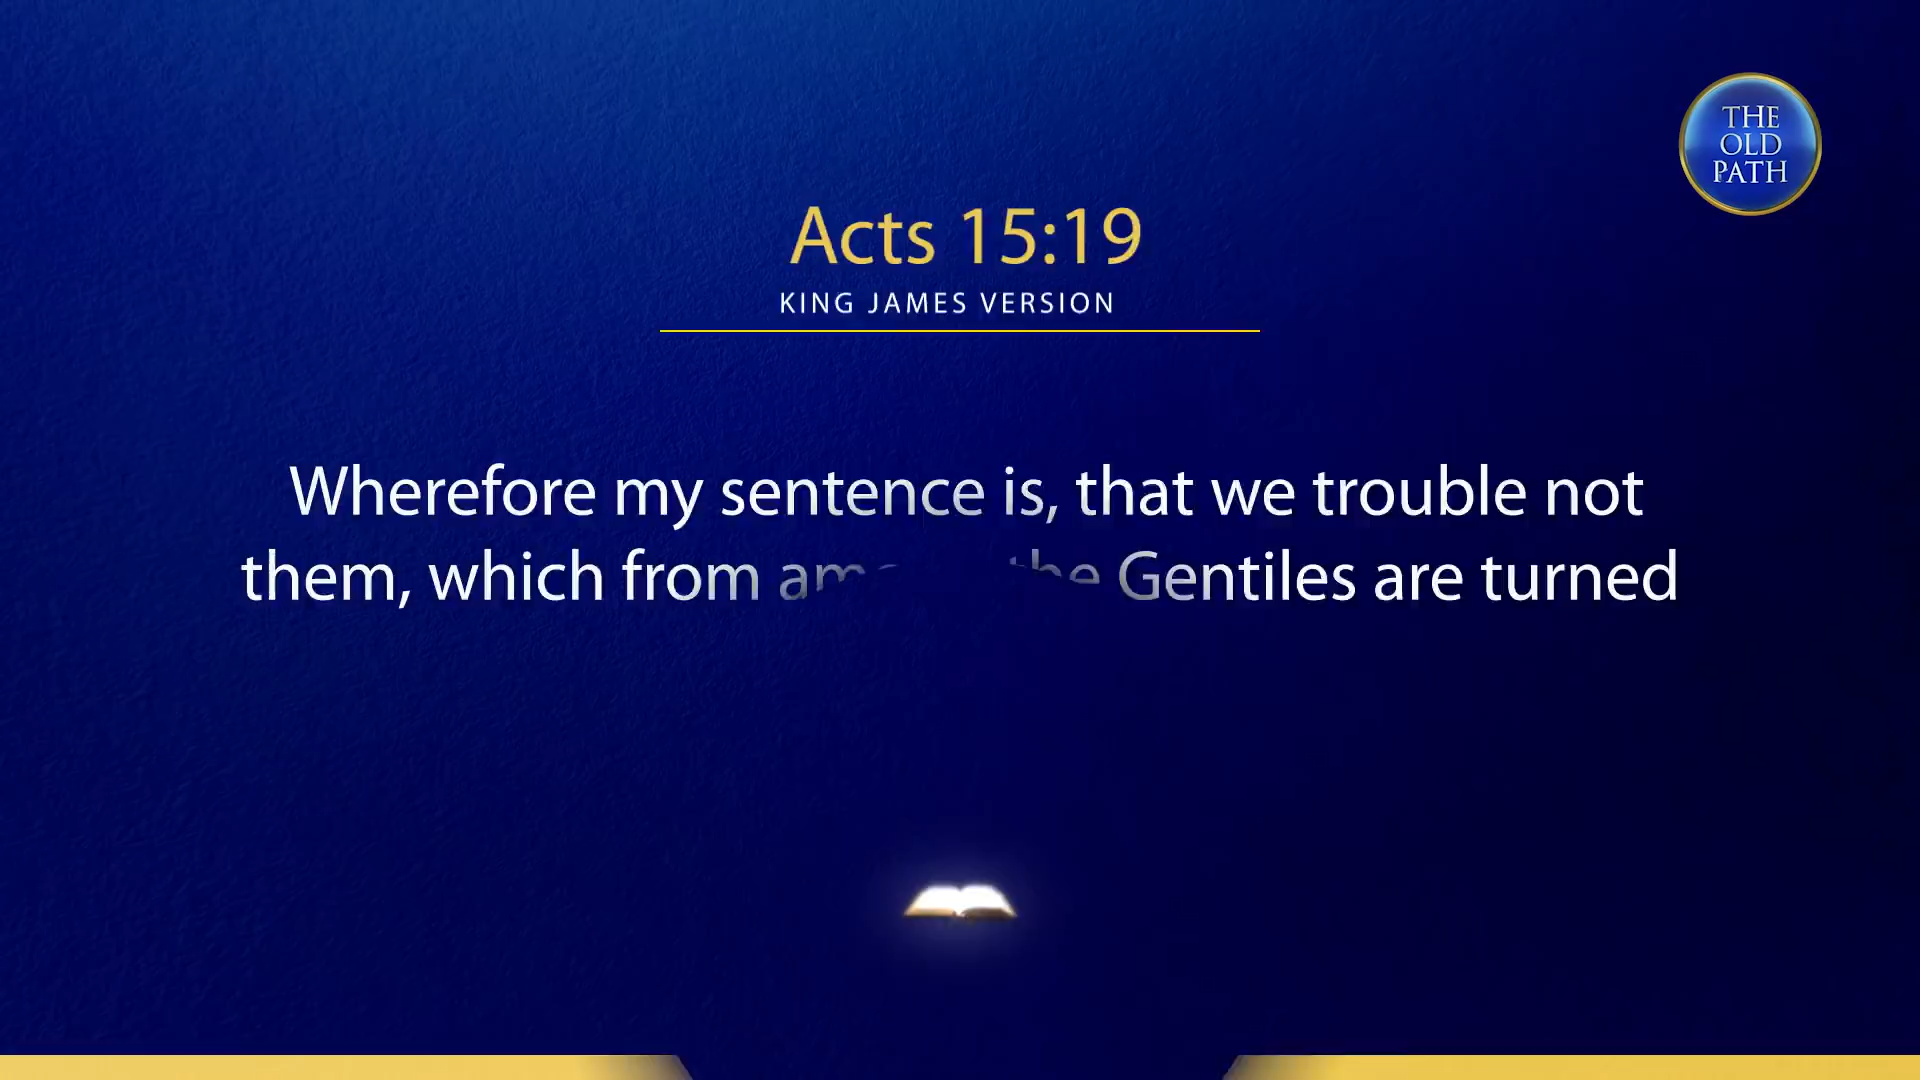 THE
OLD
PATH
Acts 15:19
KING JAMES VERSION
Wherefore my sentence is, that we trouble not
them, which from the Gentiles are turned